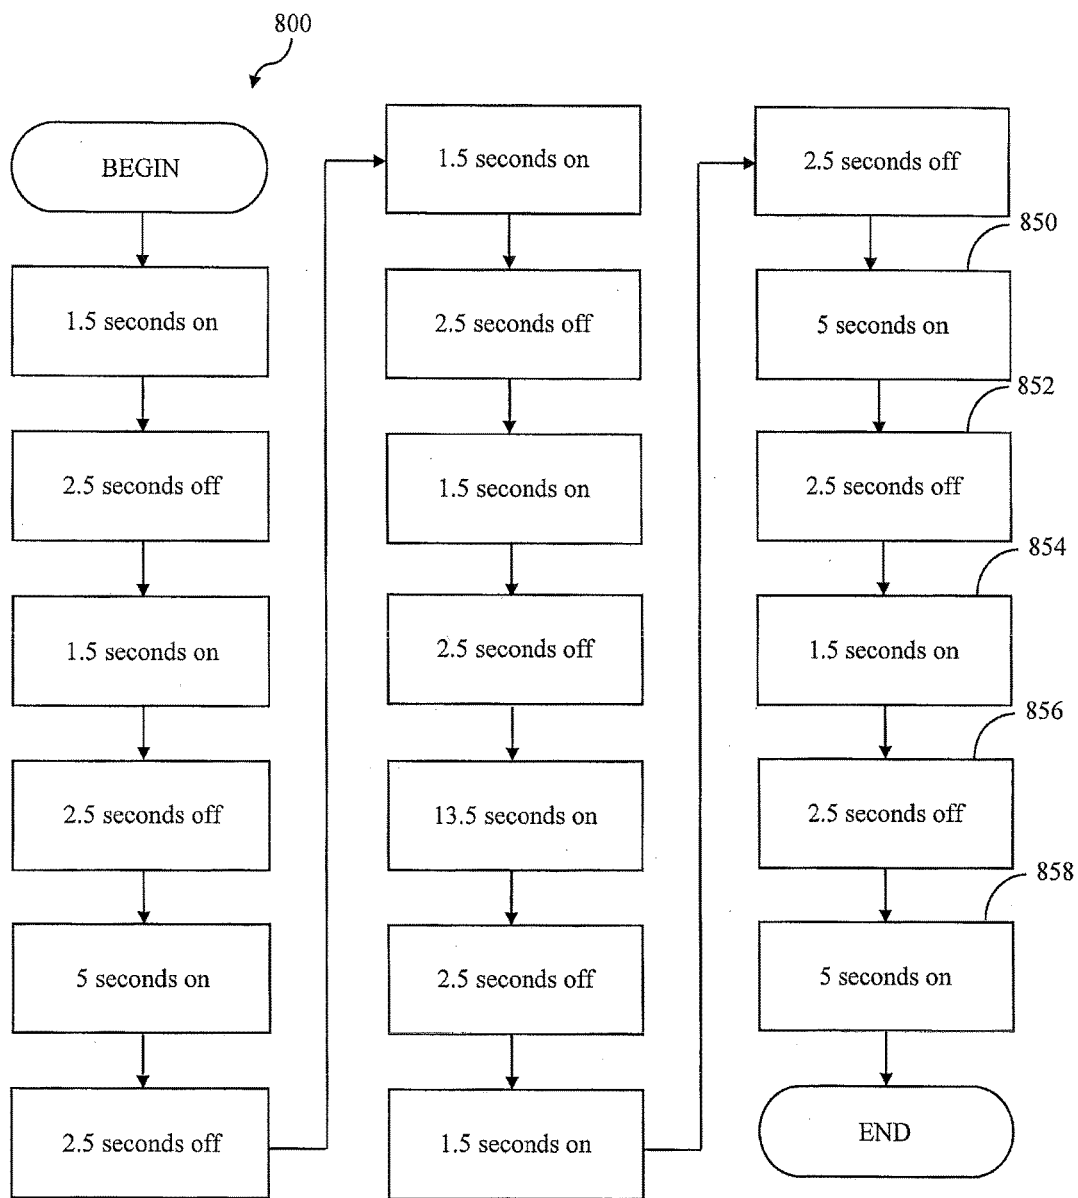 800
BEGIN
1.5 seconds on
2.5 seconds off
1.5 seconds on
2.5 seconds off
5 seconds on
2.5 seconds off
1.5 seconds on
2.5 seconds off
1.5 seconds on
2.5 seconds off
13.5 seconds on
2.5 seconds off
1.5 seconds on
2.5 seconds off
850
5 seconds on
852
2.5 seconds off
854
1.5 seconds on
856
2.5 seconds off
858
5 seconds on
END